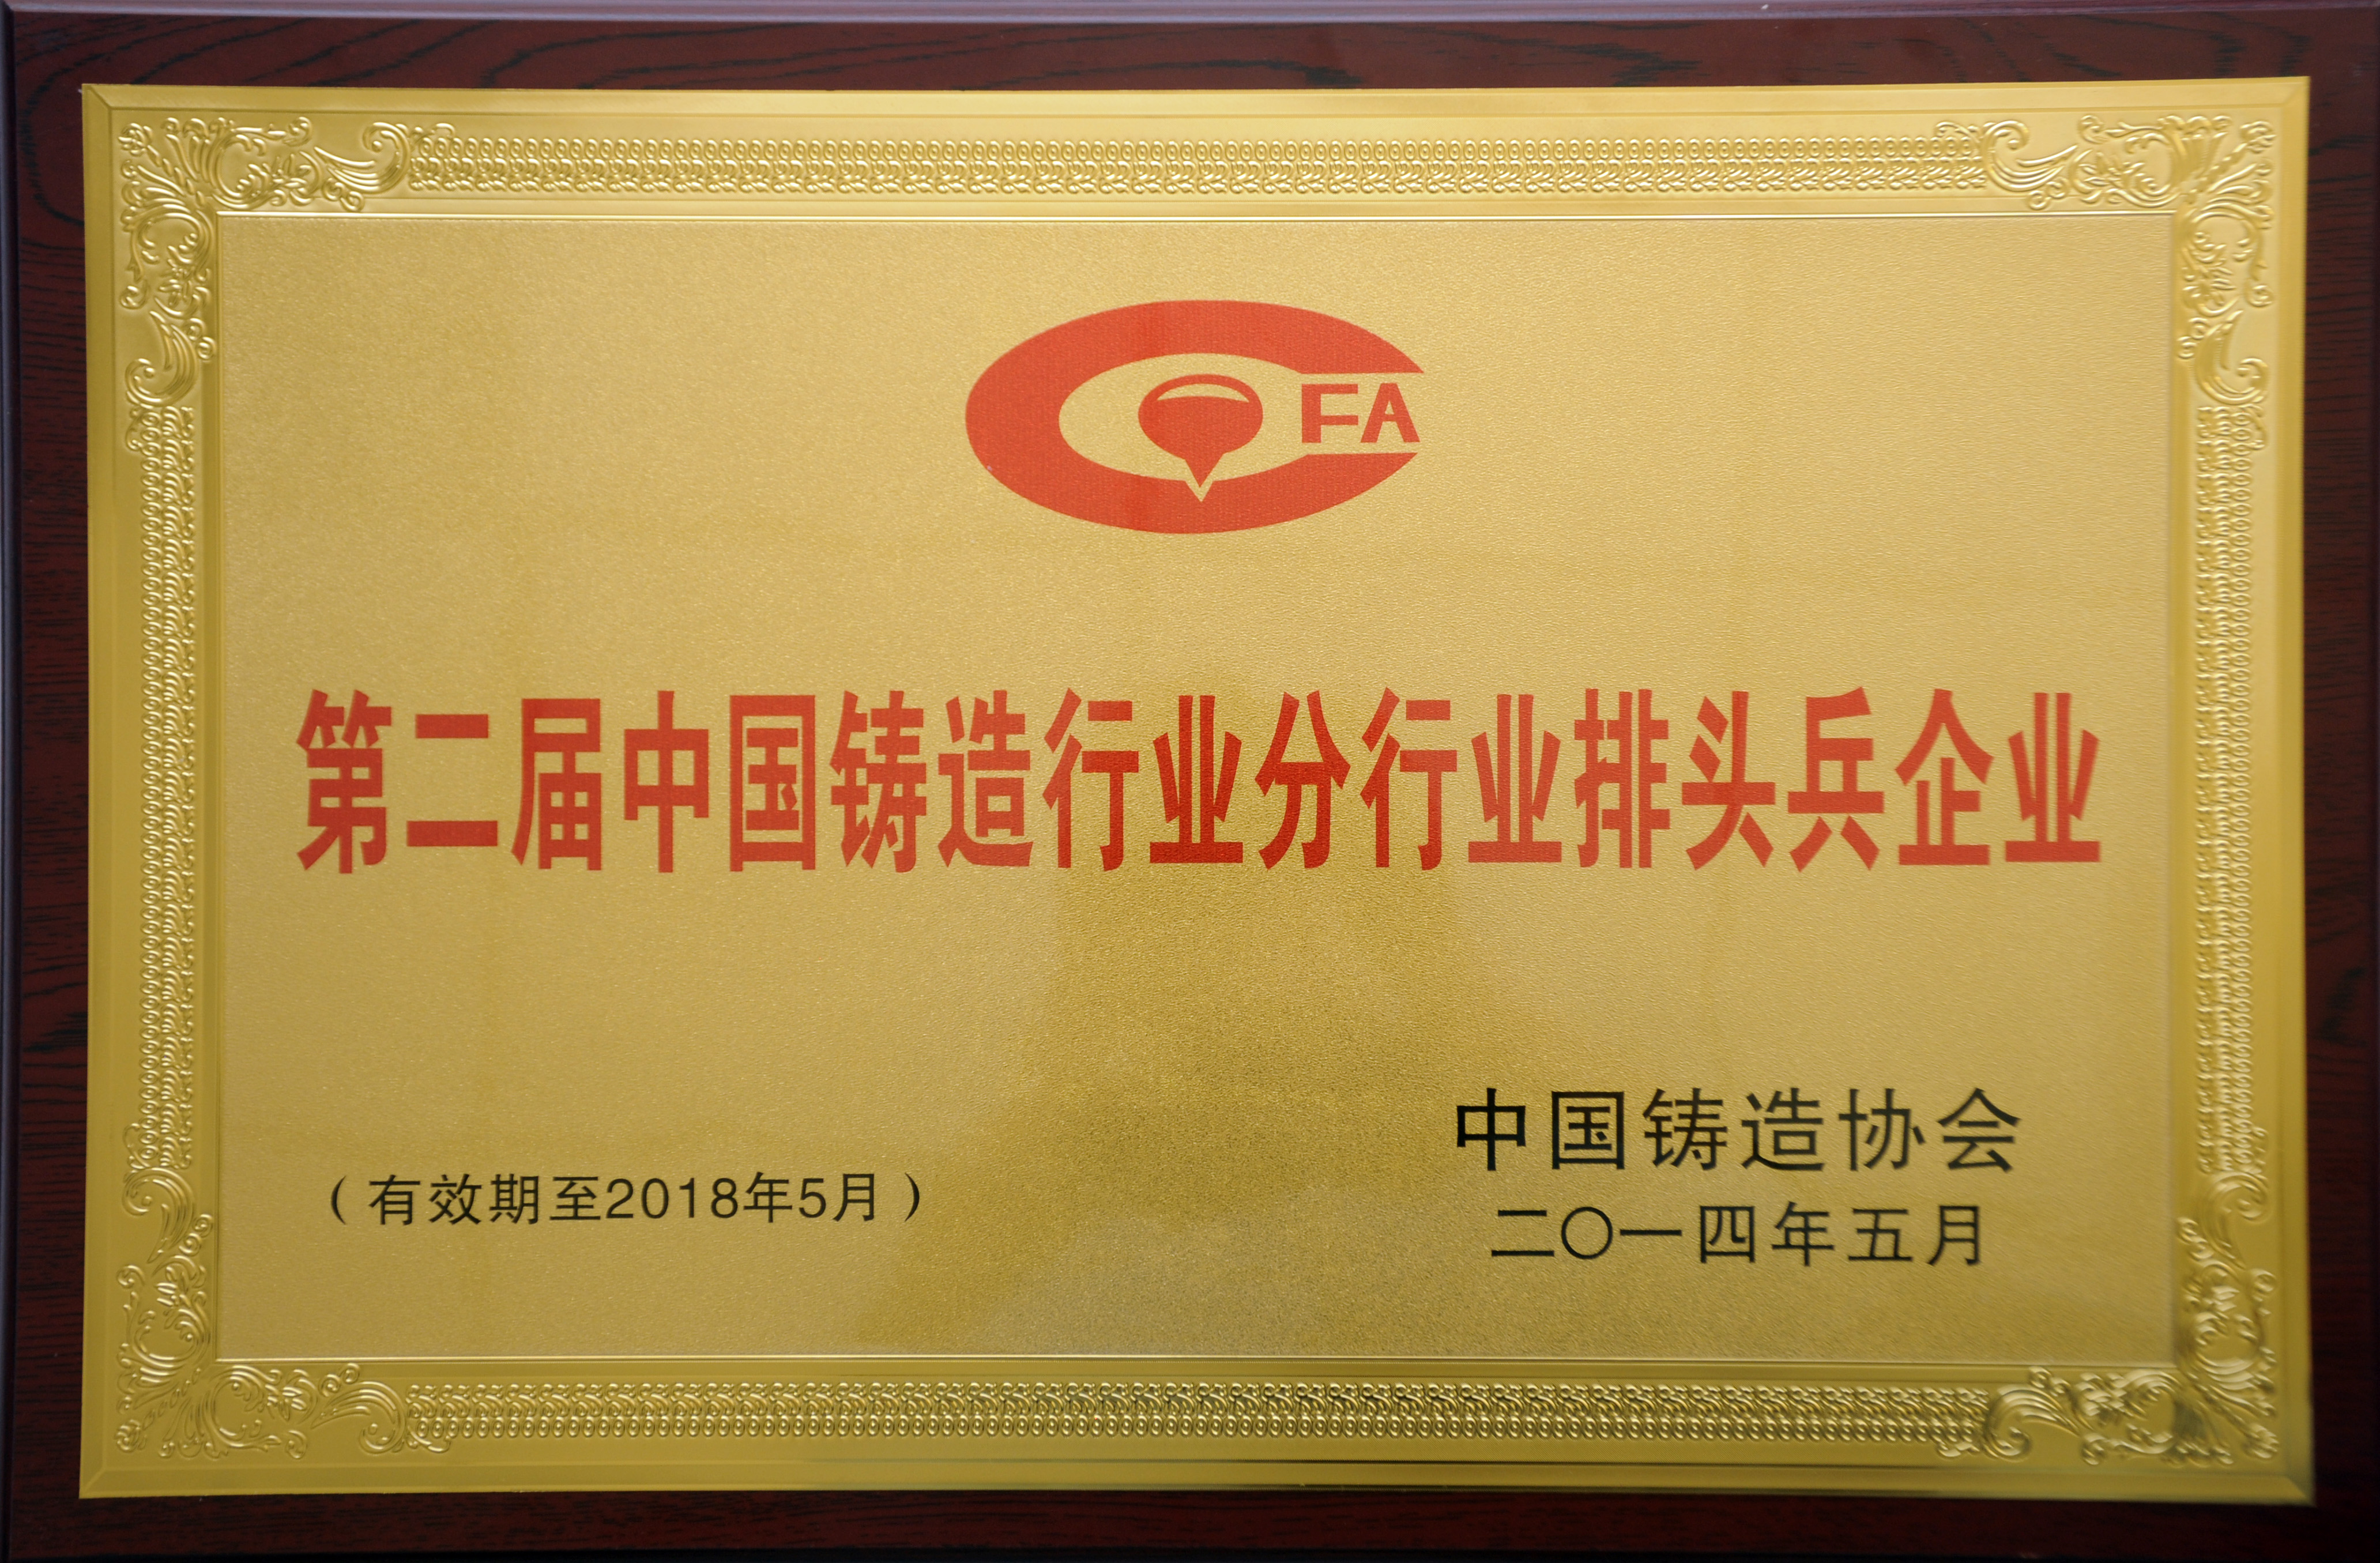 CFA
第二届中国铸造行业分行业排头兵企业
中国铸造协会
（有效期至2018年5月）
二〇一四年五月